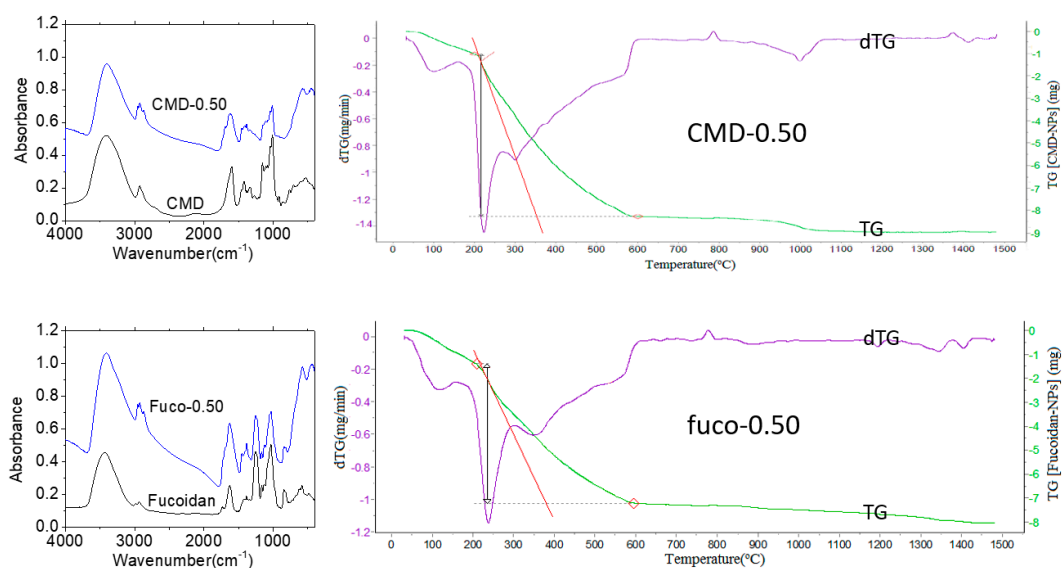 Absorbance
1.2
1.0
0.8
0.6
0.4
0.2
0.0
CMD-0.50
CMD
4000 3000 2000 1000
Wavenumber(cm⁻¹)
dTG(mg/min)
0
-0.2
-0.4
-0.6
-0.8
-1
-1.2
-1.4
dTG
CMD-0.50
TG
0
-1
-2
-3
-4
-5
-6
-7
-8
-9
TG [CMD-NPs] (mg)
0 100 200 300 400 500 600 700 800 900 1000 1100 1200 1300 1400 1500
Temperature(°C)
Absorbance
1.2
1.0
0.8
0.6
0.4
0.2
0.0
Fuco-0.50
Fucoidan
4000 3000 2000 1000
Wavenumber(cm⁻¹)
dTG(mg/min)
0
-0.2
-0.4
-0.6
-0.8
-1
-1.2
dTG
fuco-0.50
TG
0
-1
-2
-3
-4
-5
-6
-7
-8
TG [Fucoidan-NPs] (mg)
0 100 200 300 400 500 600 700 800 900 1000 1100 1200 1300 1400 1500
Temperature(°C)